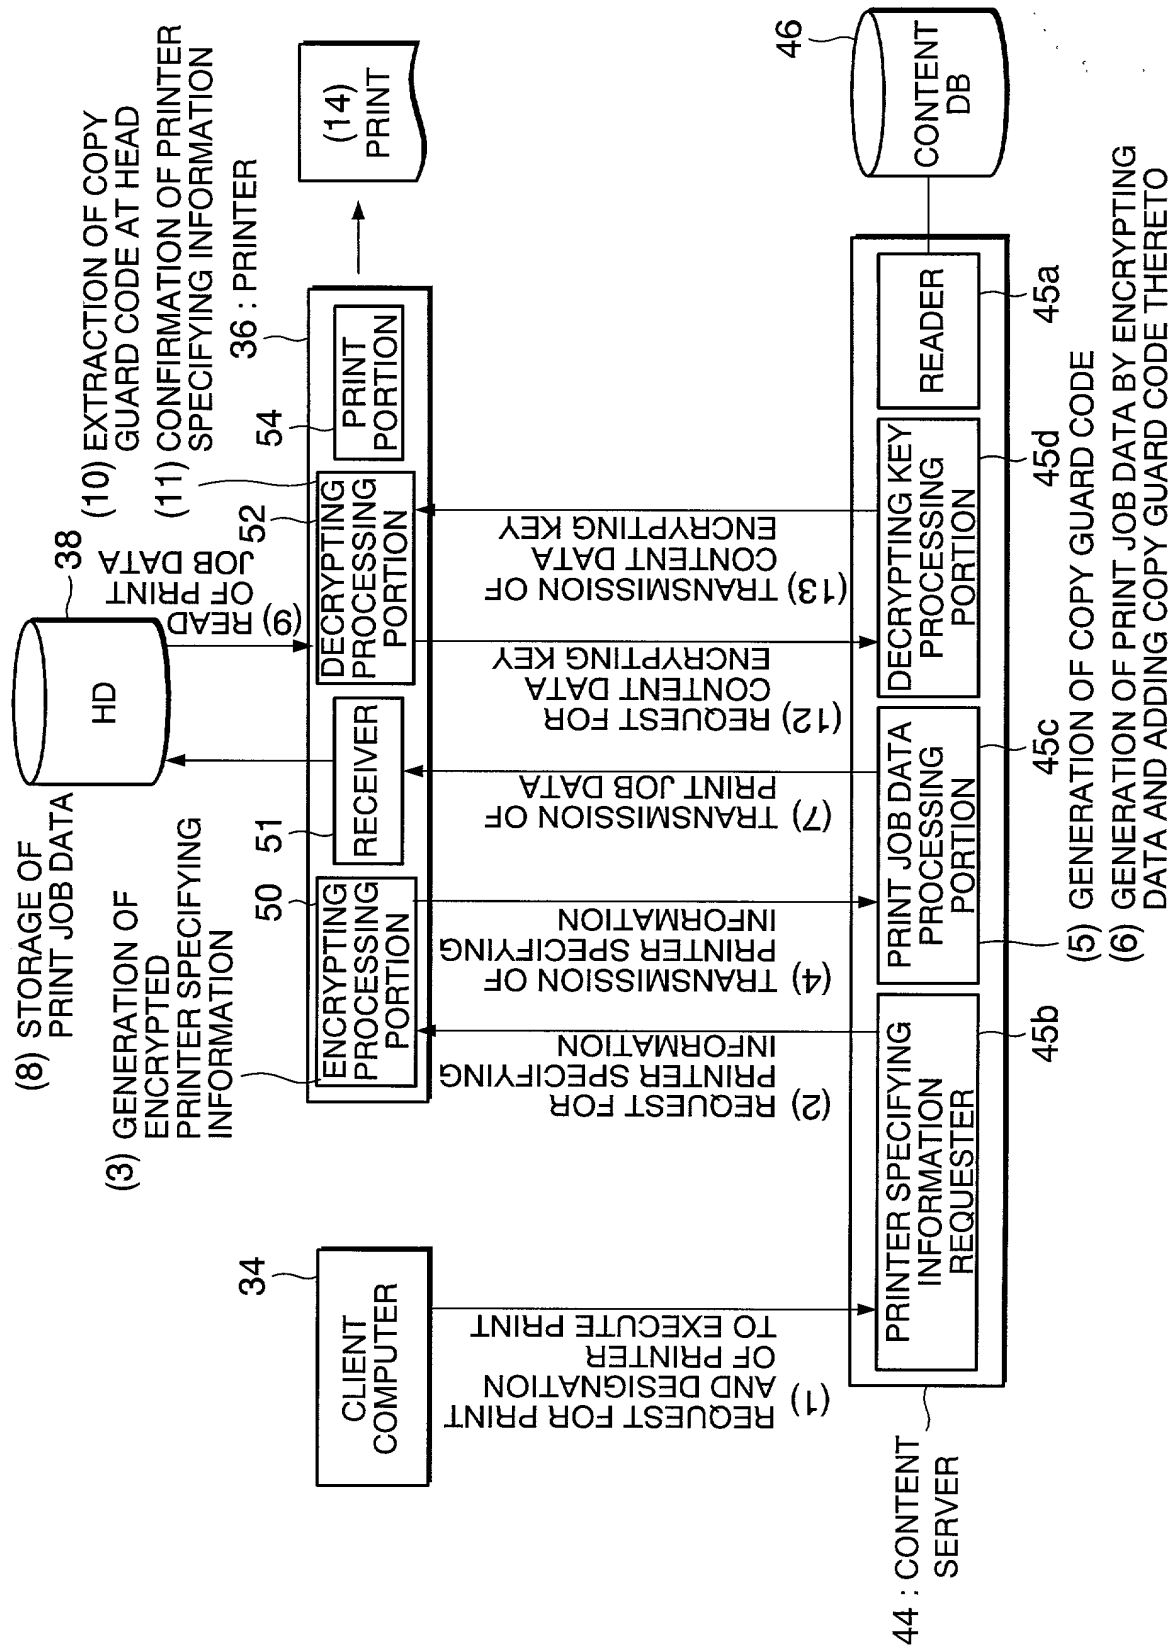 (8) STORAGE OF
PRINT JOB DATA
HD
38
(9) READ
OF PRINT
JOB DATA
(10) EXTRACTION OF COPY
GUARD CODE AT HEAD
(11) CONFIRMATION OF PRINTER
SPECIFYING INFORMATION
(3) GENERATION OF
ENCRYPTED
PRINTER SPECIFYING
INFORMATION
36 : PRINTER
34
CLIENT
COMPUTER
50
ENCRYPTING
PROCESSING
PORTION
51
RECEIVER
52
DECRYPTING
PROCESSING
PORTION
54
PRINT
PORTION
(14)
PRINT
(1) REQUEST FOR PRINT
AND DESIGNATION
OF PRINTER
TO EXECUTE PRINT
(2) REQUEST FOR
PRINTER SPECIFYING
INFORMATION
(4) TRANSMISSION OF
PRINTER SPECIFYING
INFORMATION
(7) TRANSMISSION OF
PRINT JOB DATA
(12) REQUEST FOR
CONTENT DATA
ENCRYPTING KEY
(13) TRANSMISSION OF
CONTENT DATA
ENCRYPTING KEY
44 : CONTENT
SERVER
PRINTER SPECIFYING
INFORMATION
REQUESTER
45b
PRINT JOB DATA
PROCESSING
PORTION
45c
DECRYPTING KEY
PROCESSING
PORTION
45d
READER
45a
46
CONTENT
DB
(5) GENERATION OF COPY GUARD CODE
(6) GENERATION OF PRINT JOB DATA BY ENCRYPTING
DATA AND ADDING COPY GUARD CODE THERETO